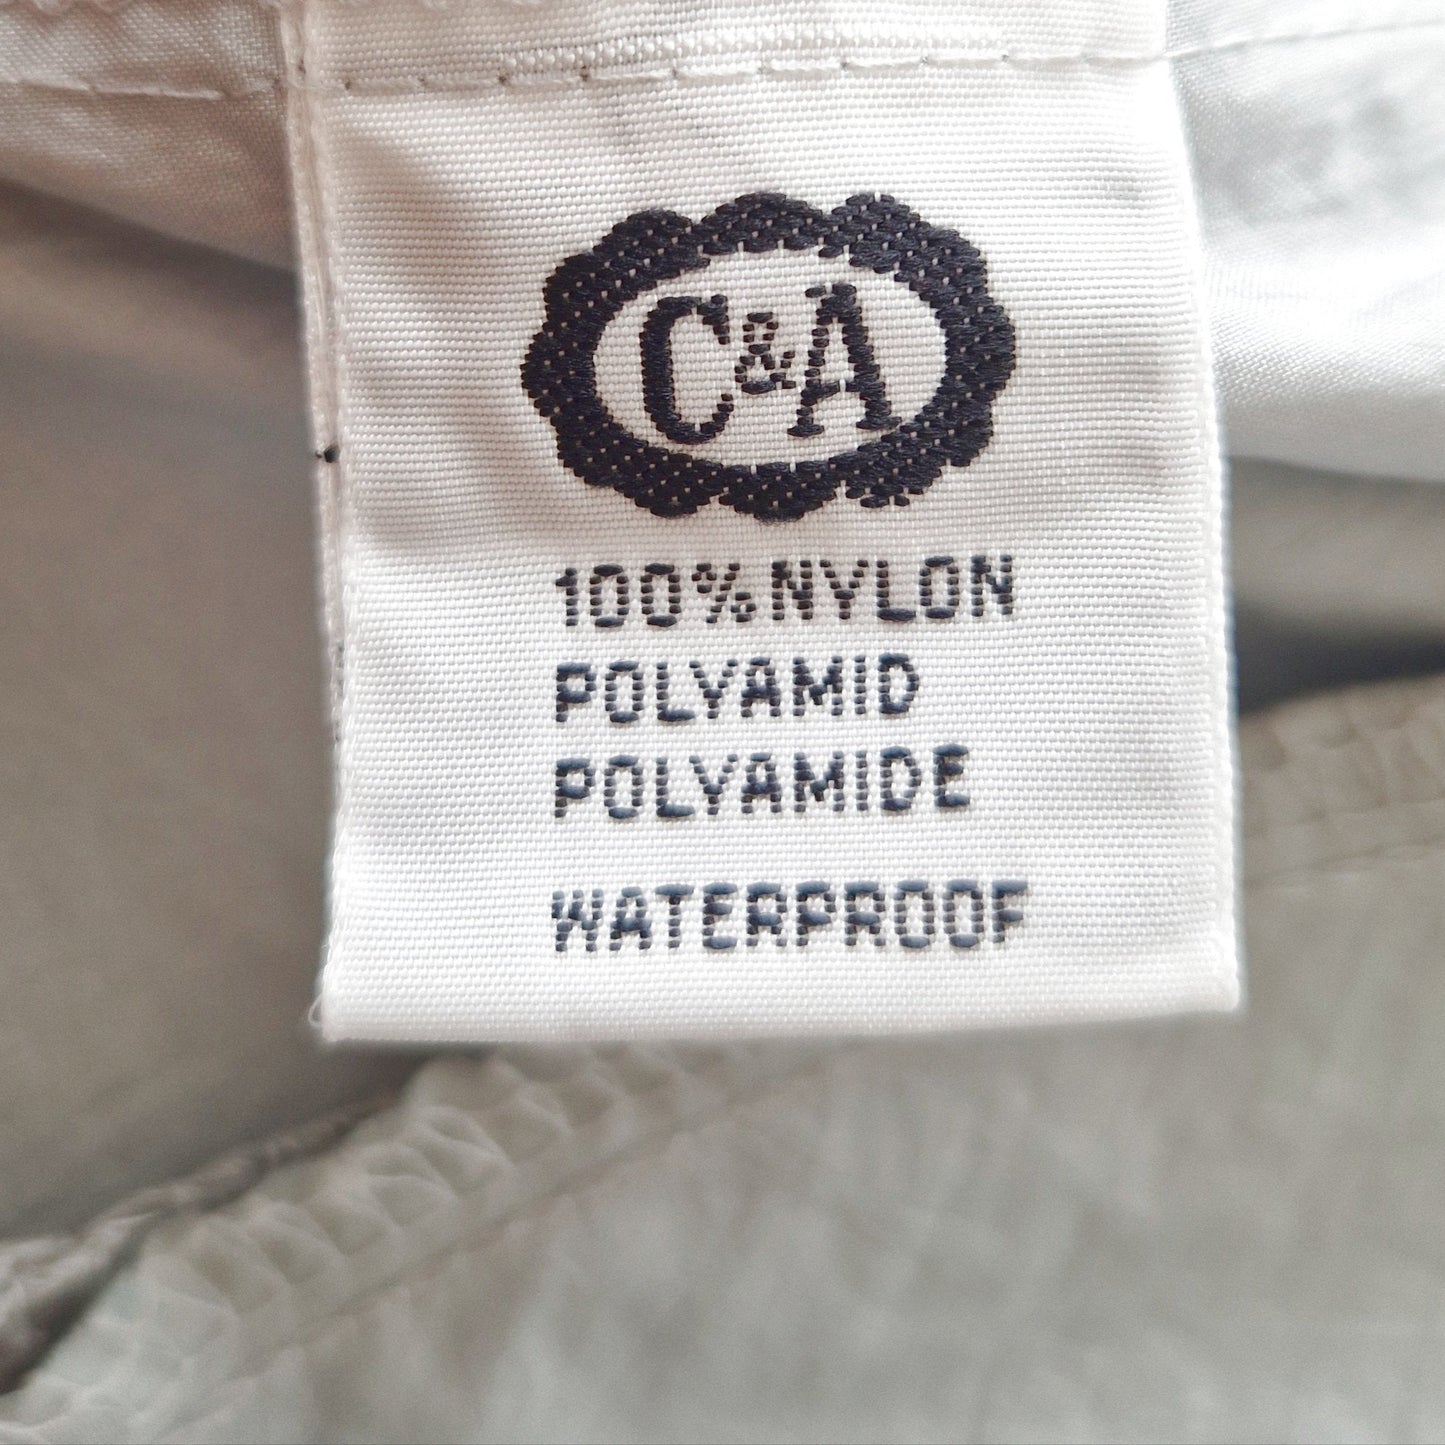 C&A
100% NYLON
POLYAMID
POLYAMIDE
WATERPROOF